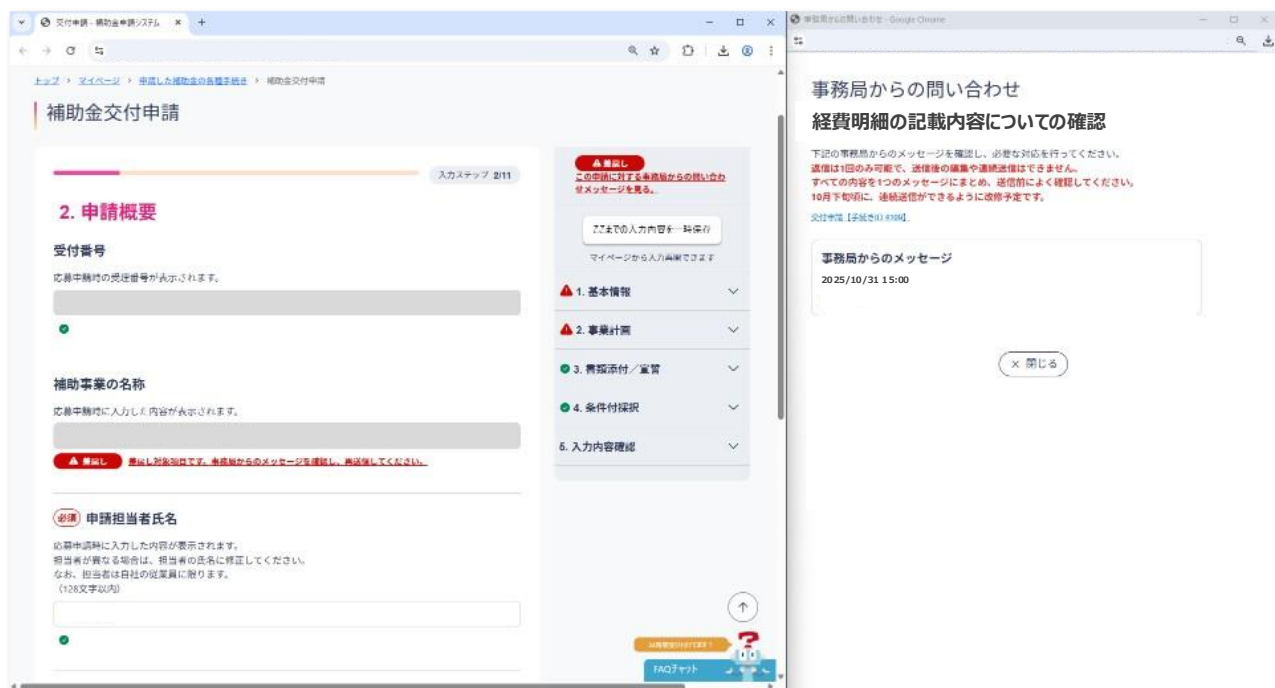 交付申請 - 補助金申請システム
トップ > マイページ > 申請した補助金の各種手続き > 補助金交付申請
補助金交付申請
入力ステップ 2/11
2. 申請概要
受付番号
応募申請時の受理番号が表示されます。
補助事業の名称
応募申請時に入力した内容が表示されます。
差戻し
差戻し対象項目です。事務局からのメッセージを確認し、再送信してください。
必須 申請担当者氏名
応募申請時に入力した内容が表示されます。
担当者が異なる場合は、担当者の氏名に修正してください。
なお、担当者は自社の従業員に限ります。
(128文字以内)
差戻し
この申請に対する事務局からの問い合わ
せメッセージを見る。
ここまでの入力内容を一時保存
マイページから入力再開できます
1. 基本情報
2. 事業計画
3. 書類添付/宣誓
4. 条件付採択
5. 入力内容確認
FAQチャット
事務局からの問い合わせ - Google Chrome
事務局からの問い合わせ
経費明細の記載内容についての確認
下記の事務局からのメッセージを確認し、必要な対応を行ってください。
返信は1回のみ可能で、送信後の編集や連続送信はできません。
すべての内容を1つのメッセージにまとめ、送信前によく確認してください。
10月下旬頃に、連続送信ができるように改修予定です。
事務局からのメッセージ
2025/10/31 15:00
× 閉じる